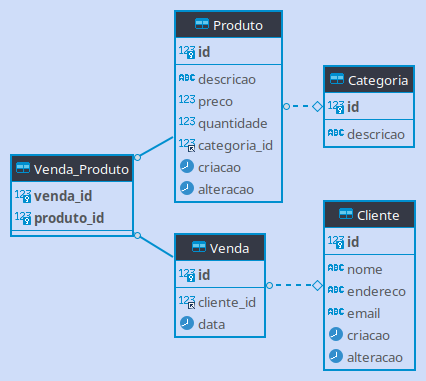 Produto
123 id
ABC descricao
123 preco
123 quantidade
123 categoria_id
criacao
alteracao
Categoria
123 id
ABC descricao
Venda_Produto
123 venda_id
123 produto_id
Venda
123 id
123 cliente_id
data
Cliente
123 id
ABC nome
ABC endereco
ABC email
criacao
alteracao